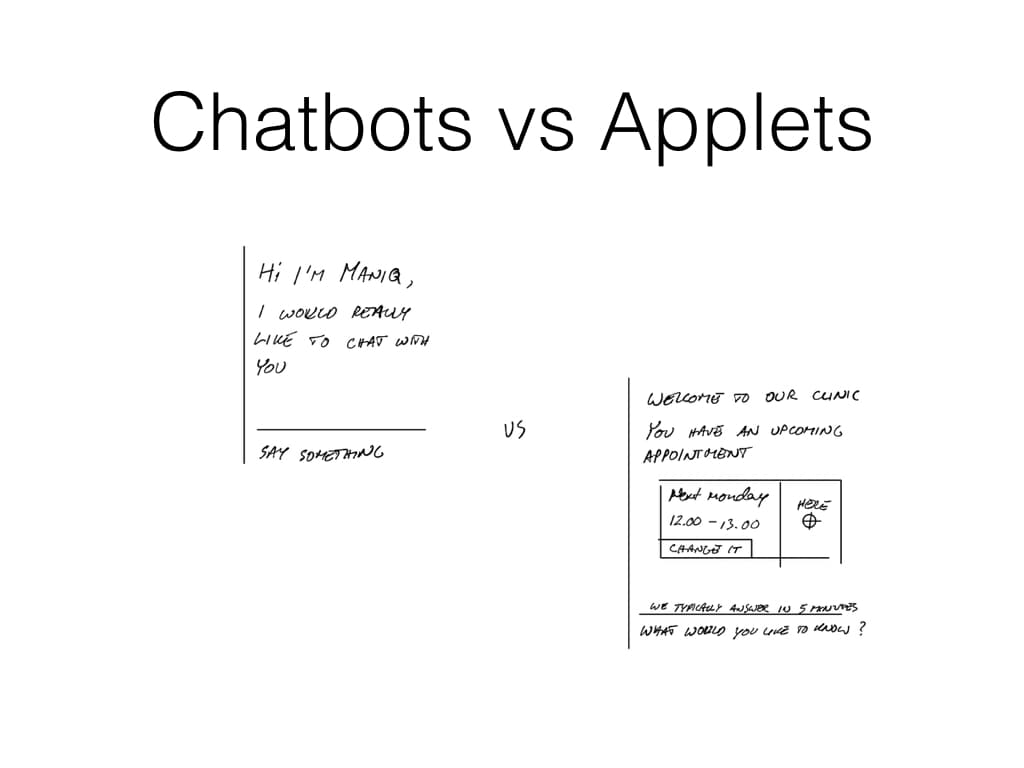 Chatbots vs Applets
Hi I'M MANIQ,
I WOULD REALLY
LIKE TO CHAT WITH
YOU
SAY SOMETHING
VS
WELCOME TO OUR CLINIC
YOU HAVE AN UPCOMING
APPOINTMENT
Next monday
12.00 - 13.00
CHANGE IT
HERE
WE TYPICALLY ANSWER IN 5 MINUTES
WHAT WOULD YOU LIKE TO KNOW ?